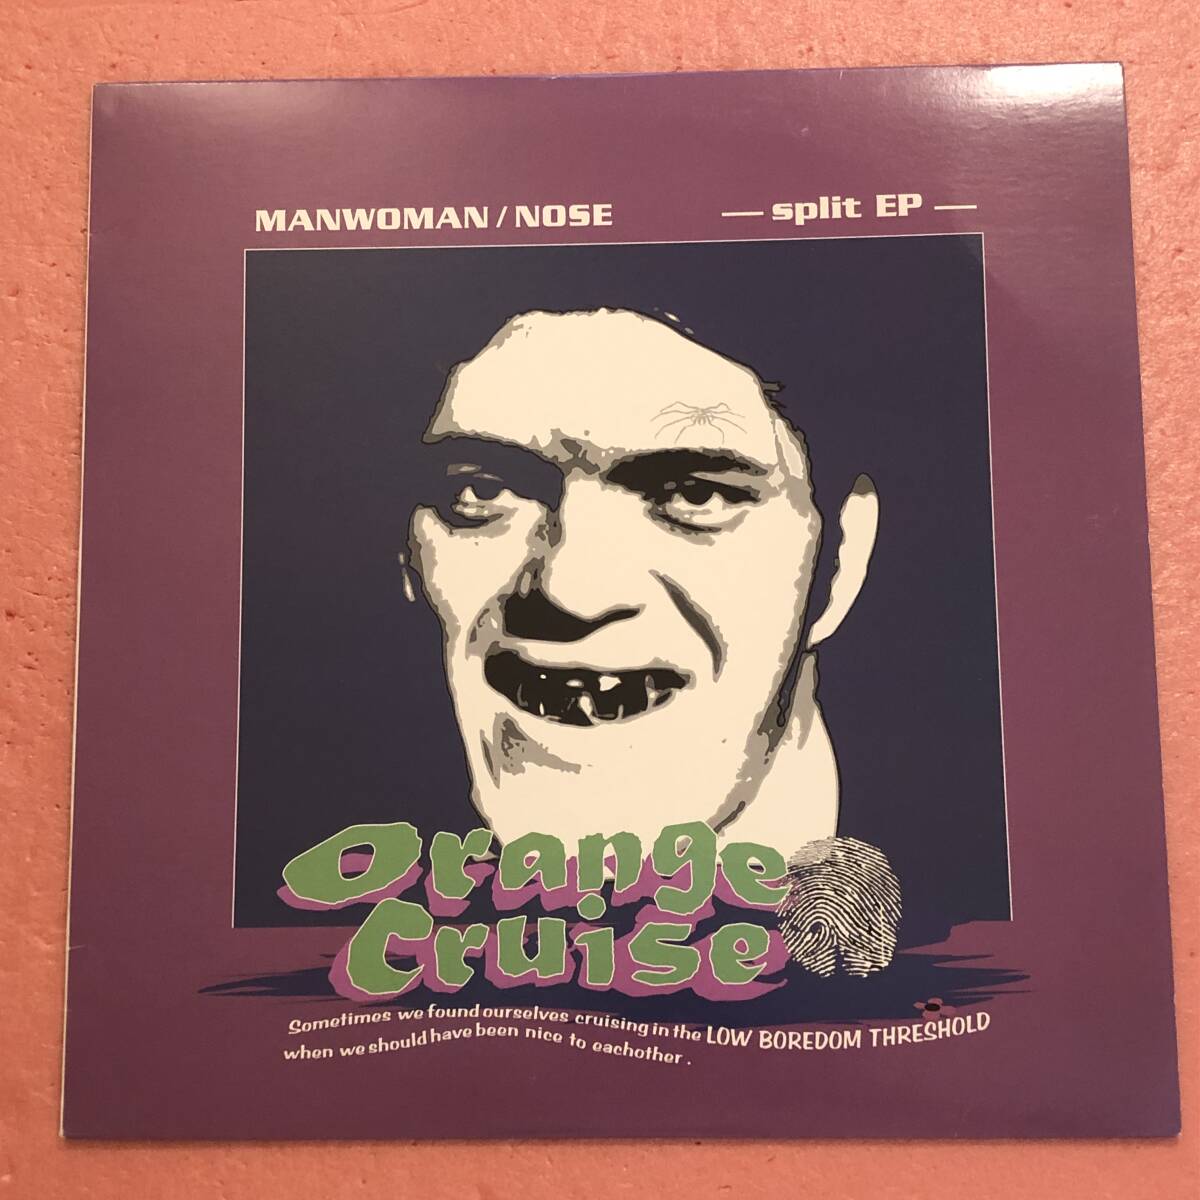 MANWOMAN / NOSE — split EP —
Orange
Cruise
Sometimes we found ourselves cruising in the LOW BOREDOM THRESHOLD
when we should have been nice to eachother.